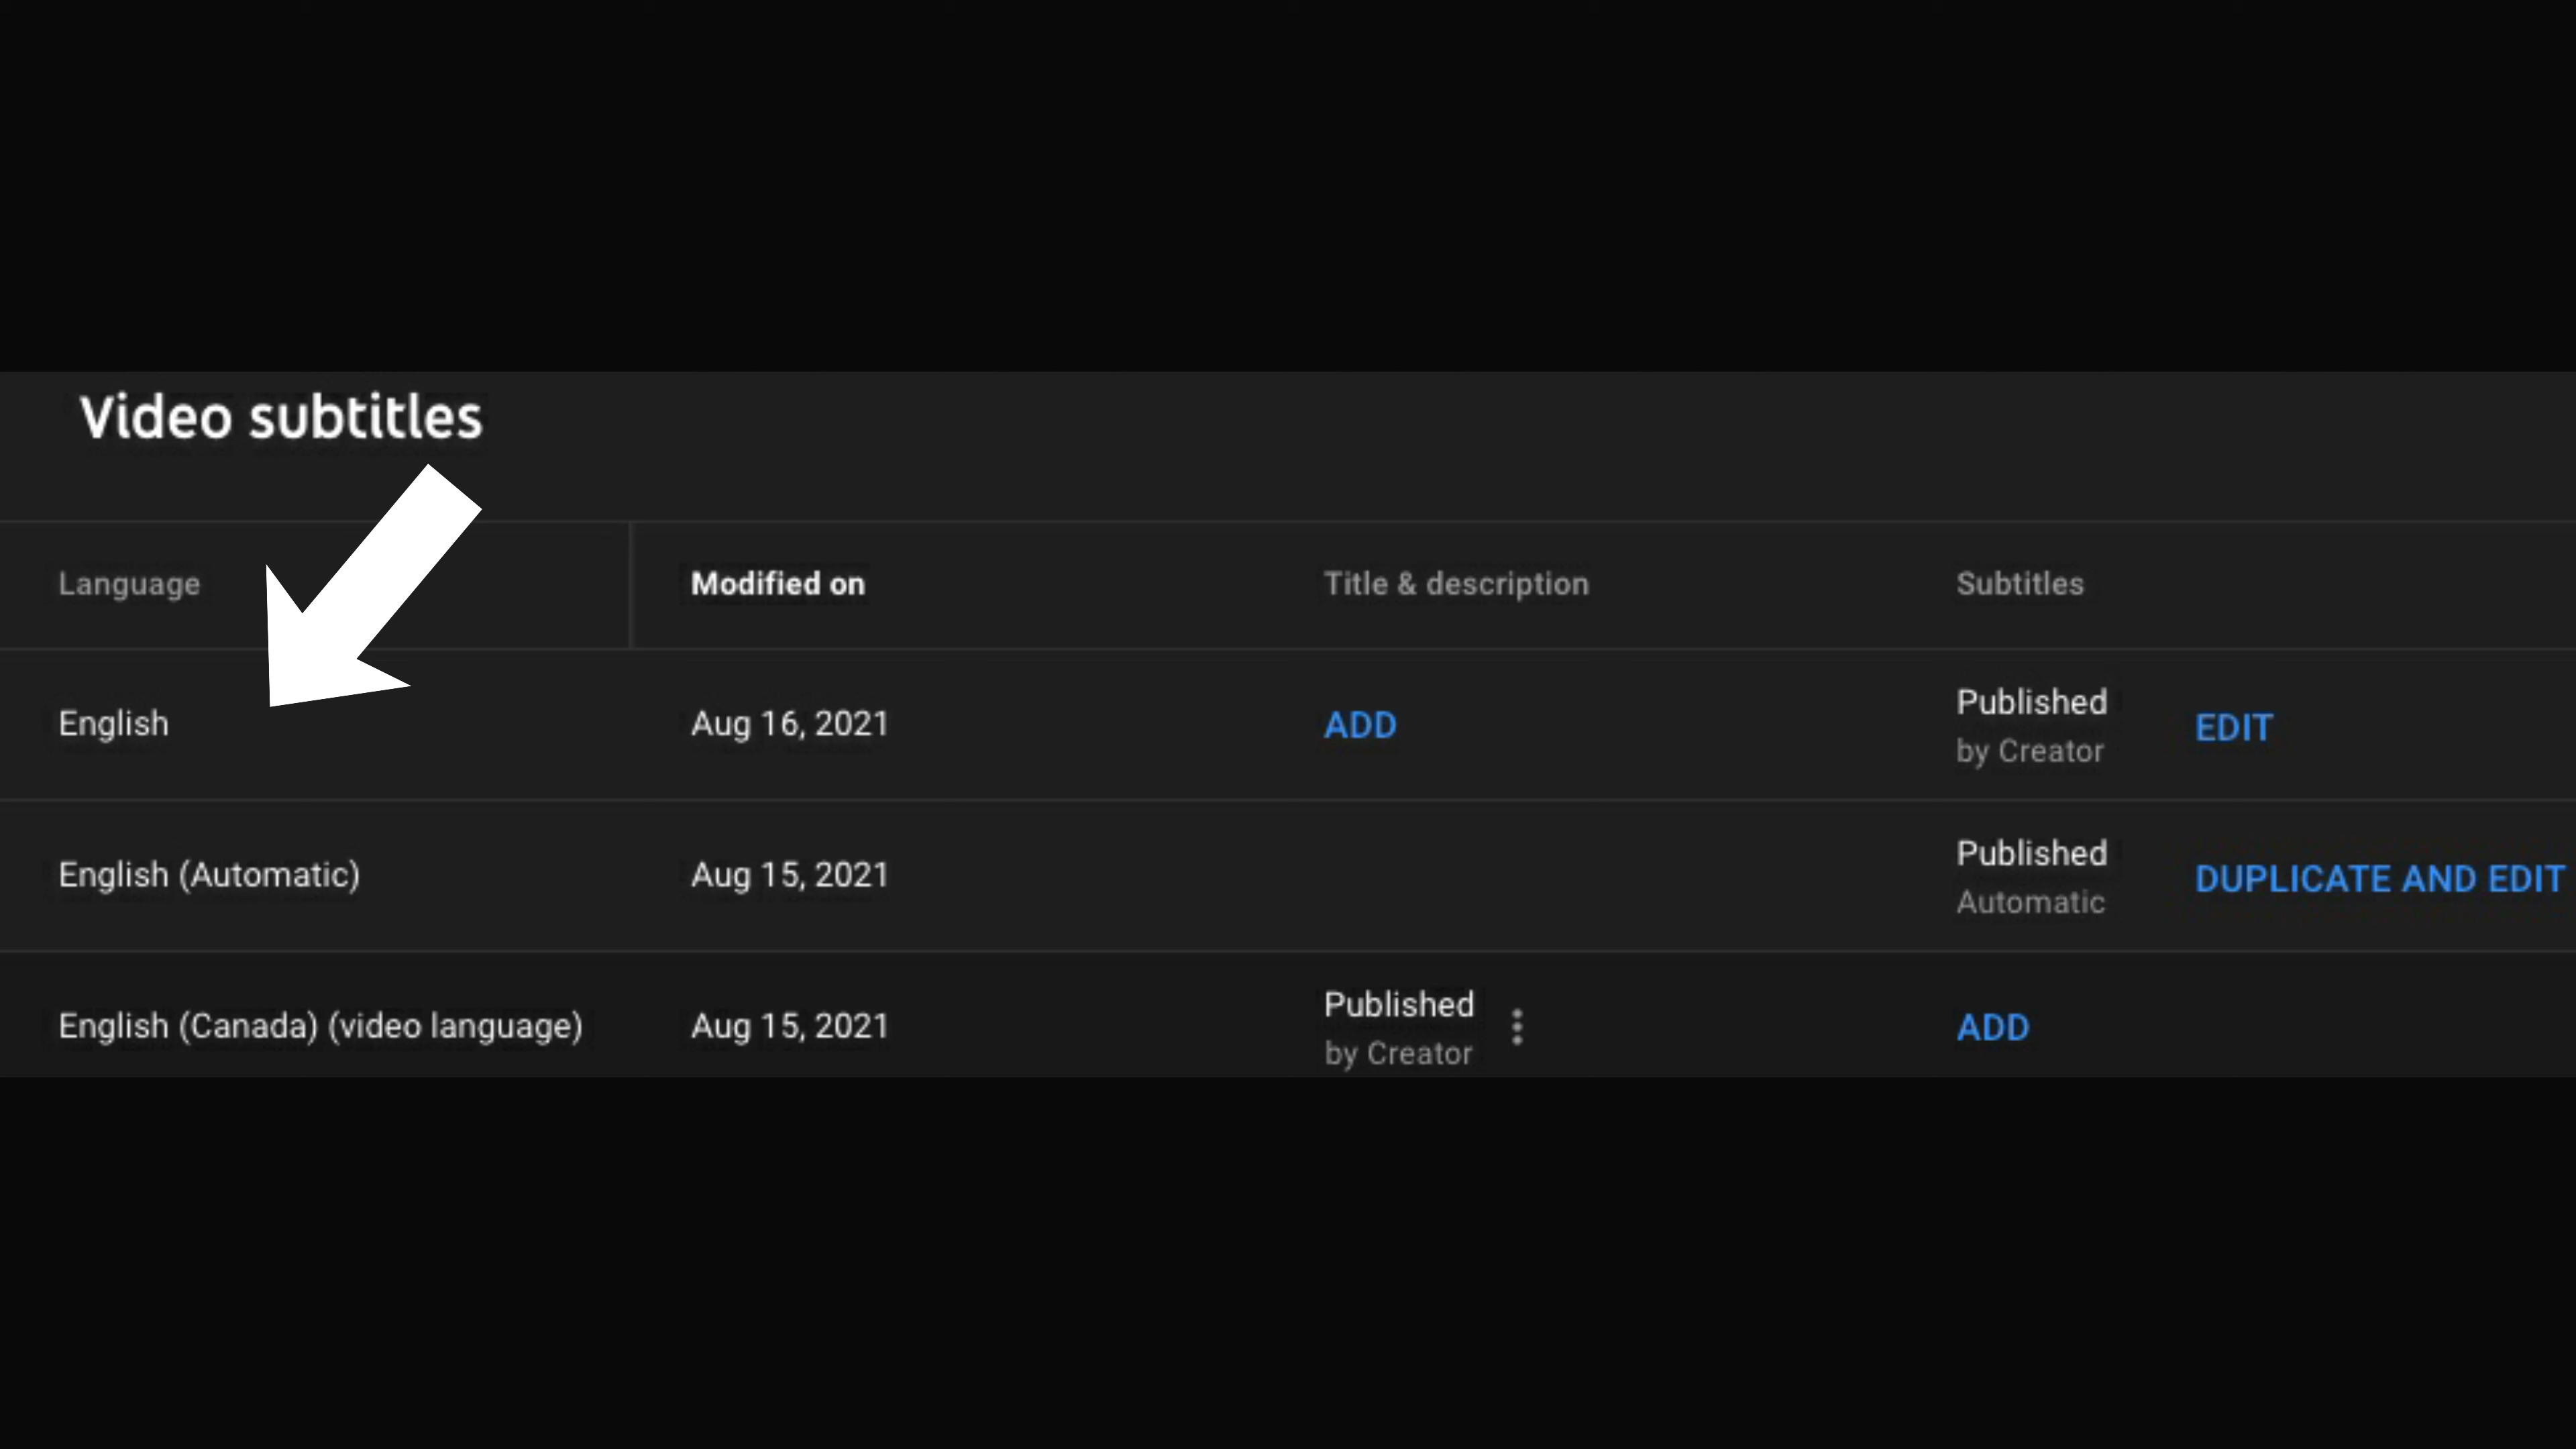 Video subtitles
Language Modified on Title & description Subtitles
English Aug 16, 2021 ADD Published EDIT
by Creator
English (Automatic) Aug 15, 2021 Published DUPLICATE AND EDIT
Automatic
English (Canada) (video language) Aug 15, 2021 Published ADD
by Creator